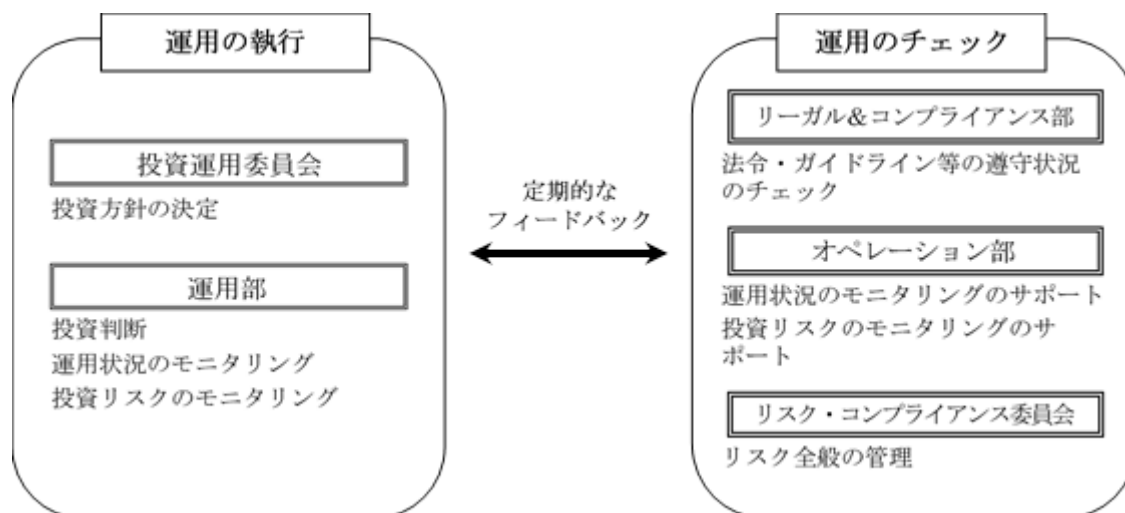 運用の執行
投資運用委員会
投資方針の決定
運用部
投資判断
運用状況のモニタリング
投資リスクのモニタリング
定期的な
フィードバック
運用のチェック
リーガル&コンプライアンス部
法令・ガイドライン等の遵守状況
のチェック
オペレーション部
運用状況のモニタリングのサポート
投資リスクのモニタリングのサ
ポート
リスク・コンプライアンス委員会
リスク全般の管理